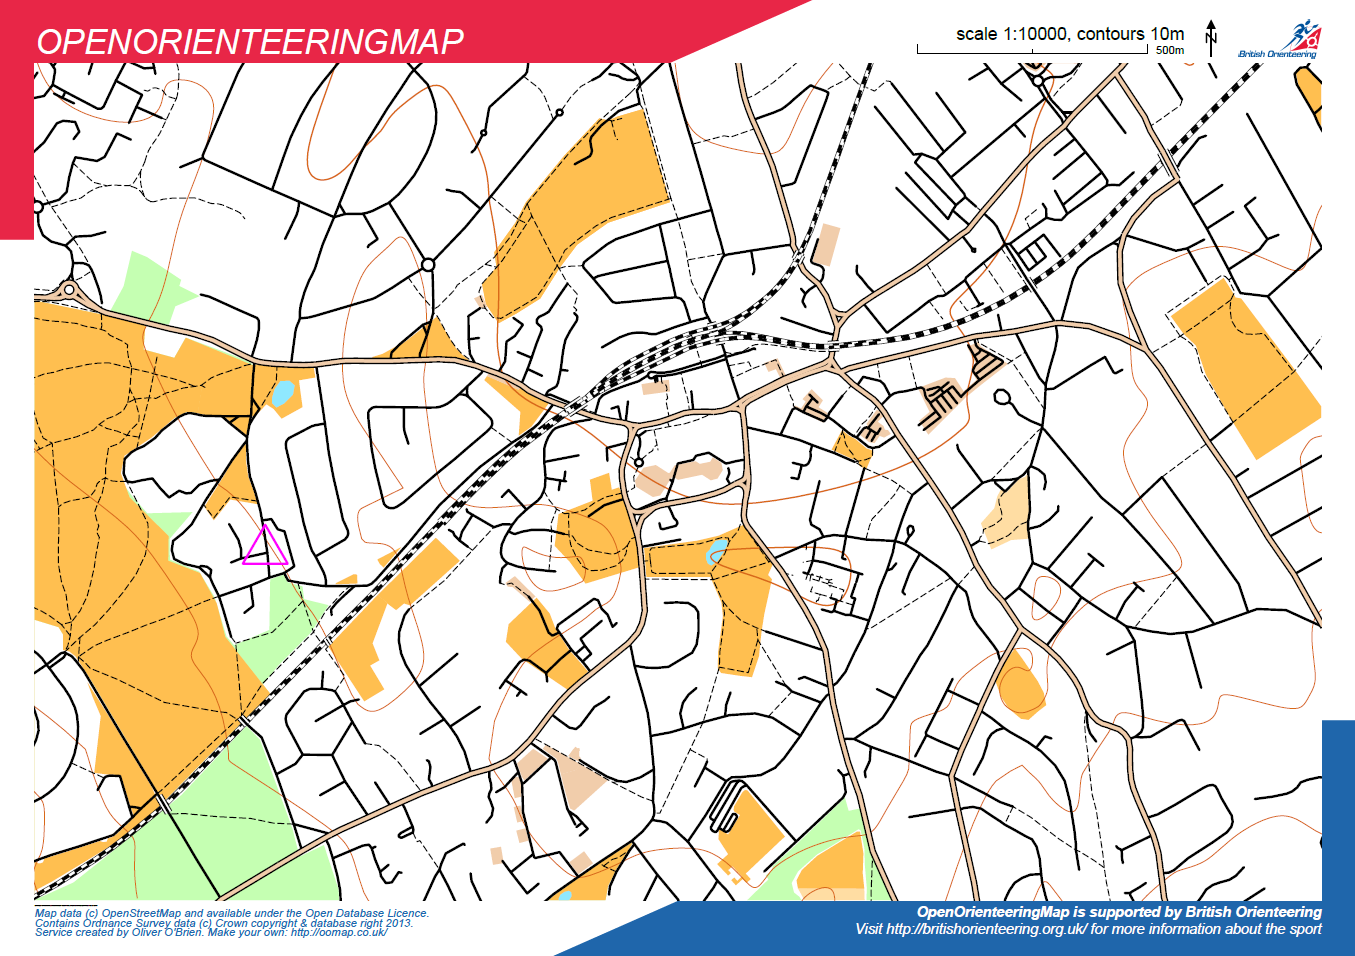 OPENORIENTEERINGMAP
scale 1:10000, contours 10m
500m
N
British Orienteering
Map data (c) OpenStreetMap and available under the Open Database Licence.
Contains Ordnance Survey data (c) Crown copyright & database right 2013.
Service created by Oliver O'Brien. Make your own: http://oomap.co.uk/
OpenOrienteeringMap is supported by British Orienteering
Visit http://britishorienteering.org.uk/ for more information about the sport